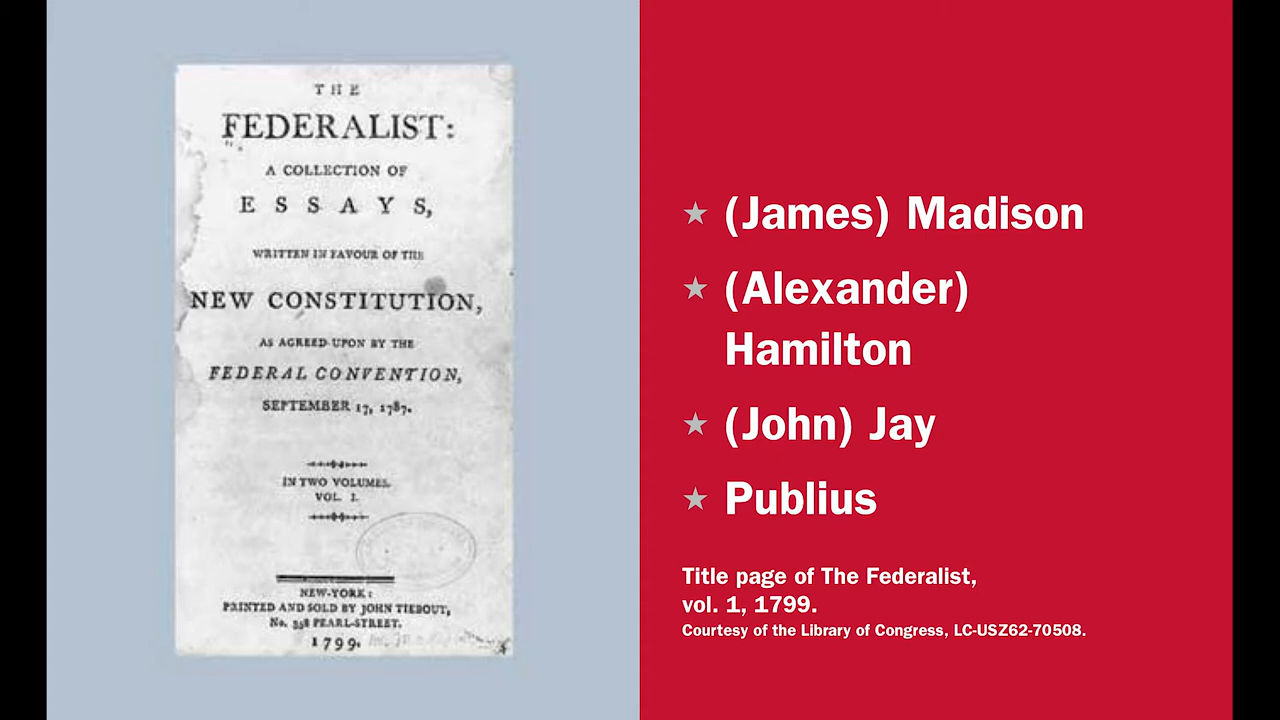 THE
FEDERALIST:
A COLLECTION OF
ESSAYS,
WRITTEN IN FAVOUR OF THE
NEW CONSTITUTION,
AS AGREED UPON BY THE
FEDERAL CONVENTION,
SEPTEMBER 17, 1787.
IN TWO VOLUMES.
VOL. I.
NEW-YORK:
PRINTED AND SOLD BY JOHN TIEBOUT,
No. 358 PEARL-STREET.
1799.
(James) Madison
(Alexander)
Hamilton
(John) Jay
Publius
Title page of The Federalist,
vol. 1, 1799.
Courtesy of the Library of Congress, LC-USZ62-70508.